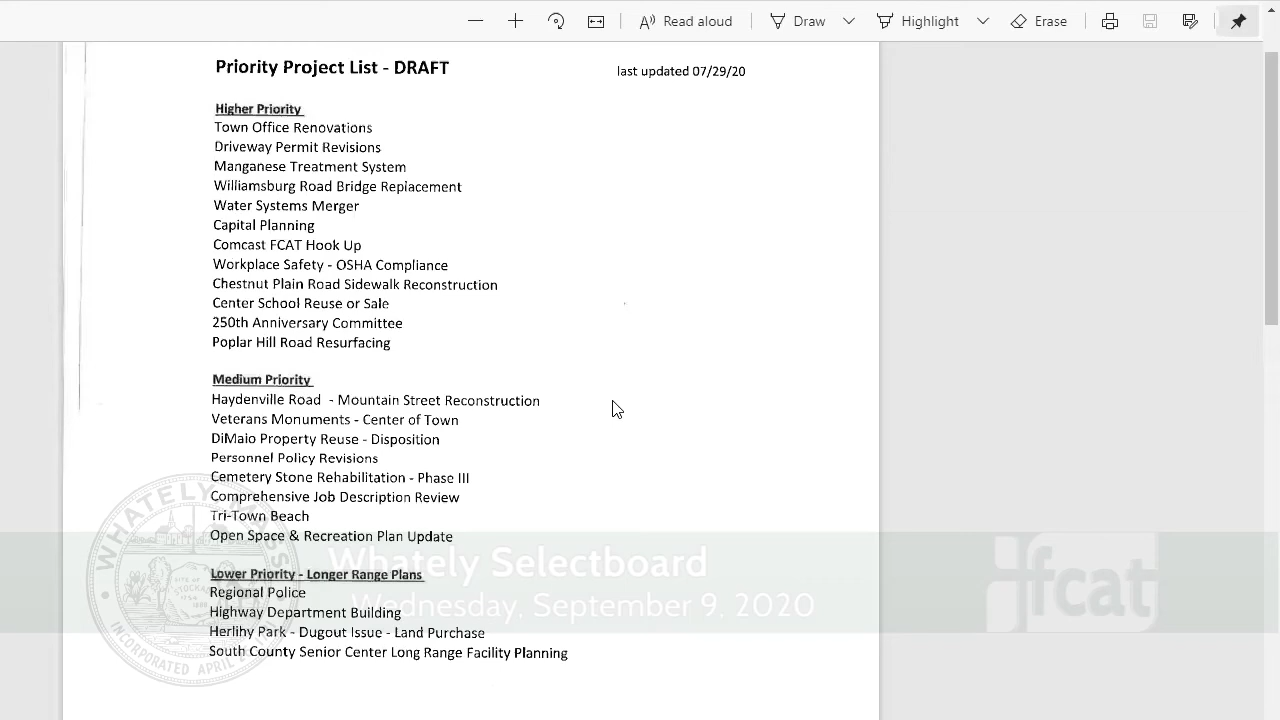 Read aloud
Draw
Highlight
Erase
Priority Project List - DRAFT
last updated 07/29/20
Higher Priority
Town Office Renovations
Driveway Permit Revisions
Manganese Treatment System
Williamsburg Road Bridge Replacement
Water Systems Merger
Capital Planning
Comcast FCAT Hook Up
Workplace Safety - OSHA Compliance
Chestnut Plain Road Sidewalk Reconstruction
Center School Reuse or Sale
250th Anniversary Committee
Poplar Hill Road Resurfacing
Medium Priority
Haydenville Road - Mountain Street Reconstruction
Veterans Monuments - Center of Town
DiMaio Property Reuse - Disposition
Personnel Policy Revisions
Cemetery Stone Rehabilitation - Phase III
Comprehensive Job Description Review
Tri-Town Beach
Open Space & Recreation Plan Update
Lower Priority - Longer Range Plans
Regional Police
Highway Department Building
Herlihy Park - Dugout Issue - Land Purchase
South County Senior Center Long Range Facility Planning
WHATELY MASS
INCORPORATED APRIL
Whately Selectboard
Wednesday, September 9, 2020
fcat